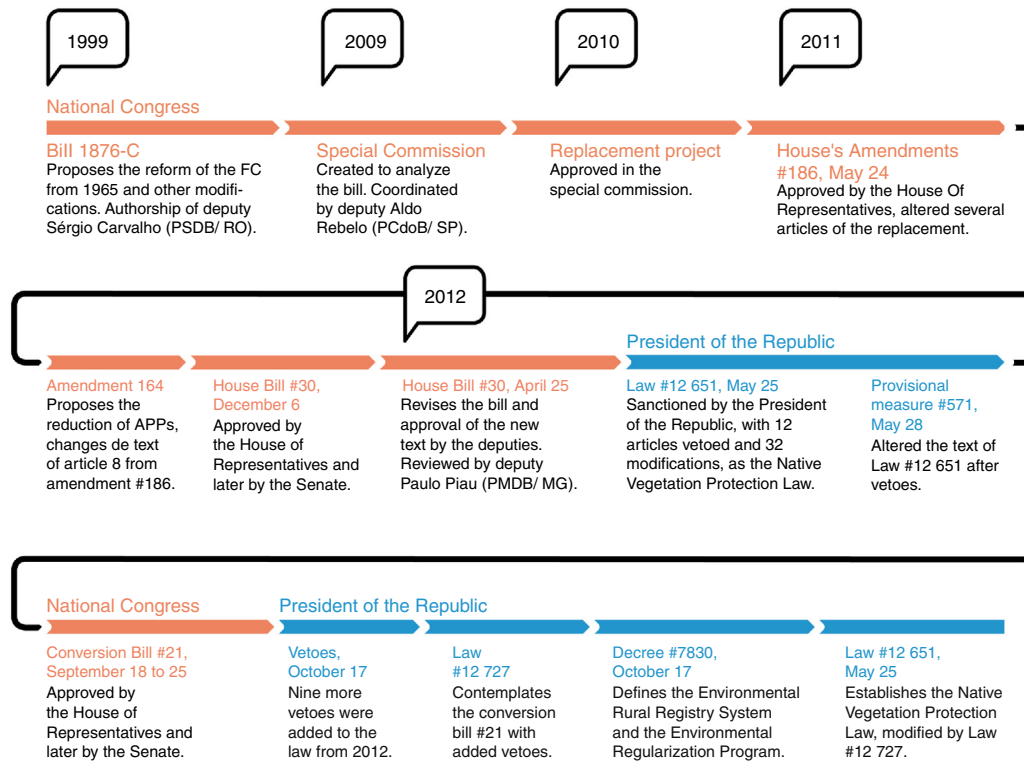 1999
2009
2010
2011
National Congress
Bill 1876-C
Proposes the reform of the FC
from 1965 and other modifi-
cations. Authorship of deputy
Sérgio Carvalho (PSDB/ RO).
Special Commission
Created to analyze
the bill. Coordinated
by deputy Aldo
Rebelo (PCdoB/ SP).
Replacement project
Approved in the
special commission.
House's Amendments
#186, May 24
Approved by the House Of
Representatives, altered several
articles of the replacement.
2012
Amendment 164
Proposes the
reduction of APPs,
changes de text
of article 8 from
amendment #186.
House Bill #30,
December 6
Approved by
the House of
Representatives and
later by the Senate.
House Bill #30, April 25
Revises the bill and
approval of the new
text by the deputies.
Reviewed by deputy
Paulo Piau (PMDB/ MG).
President of the Republic
Law #12 651, May 25
Sanctioned by the President
of the Republic, with 12
articles vetoed and 32
modifications, as the Native
Vegetation Protection Law.
Provisional
measure #571,
May 28
Altered the text of
Law #12 651 after
vetoes.
National Congress
Conversion Bill #21,
September 18 to 25
Approved by
the House of
Representatives and
later by the Senate.
President of the Republic
Vetoes,
October 17
Nine more
vetoes were
added to the
law from 2012.
Law
#12 727
Contemplates
the conversion
bill #21 with
added vetoes.
Decree #7830,
October 17
Defines the Environmental
Rural Registry System
and the Environmental
Regularization Program.
Law #12 651,
May 25
Establishes the Native
Vegetation Protection
Law, modified by Law
#12 727.